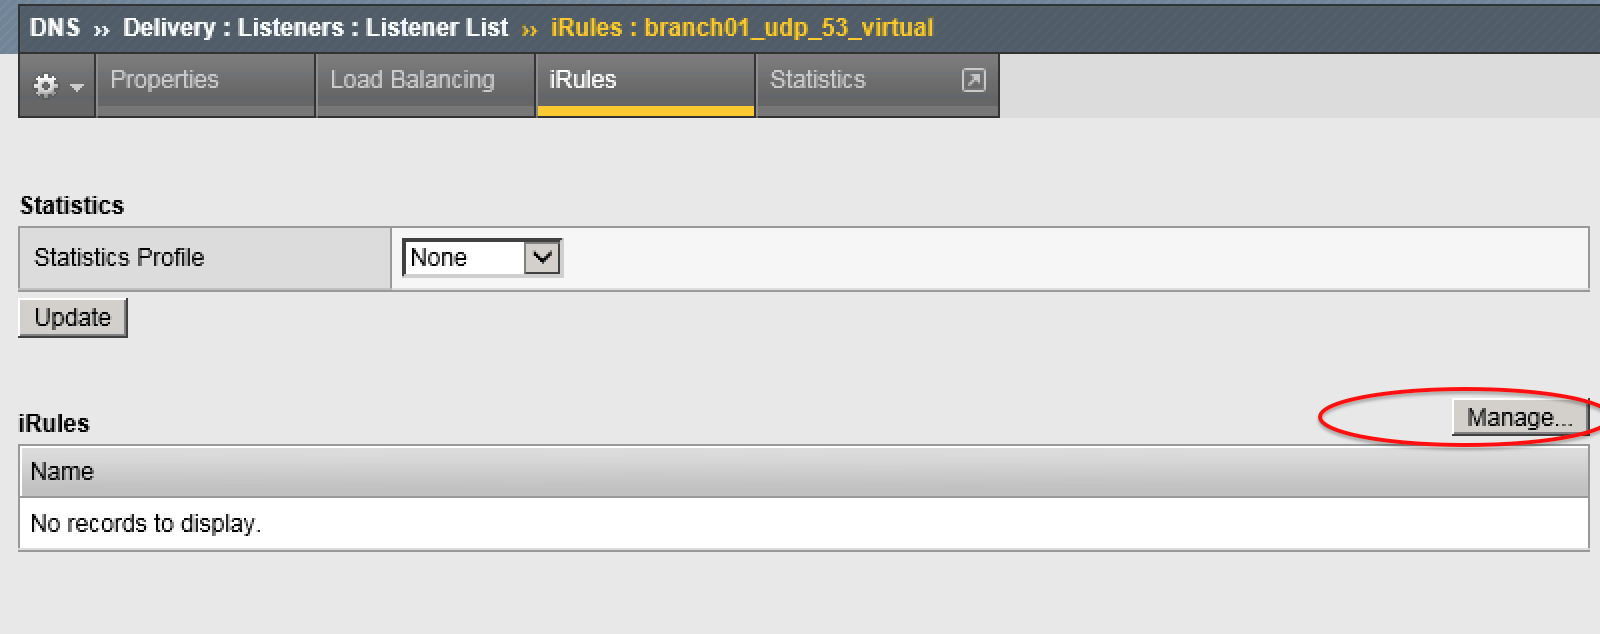 DNS ›› Delivery : Listeners : Listener List ›› iRules : branch01_udp_53_virtual
Properties Load Balancing iRules Statistics
Statistics
Statistics Profile None
Update
iRules Manage...
Name
No records to display.